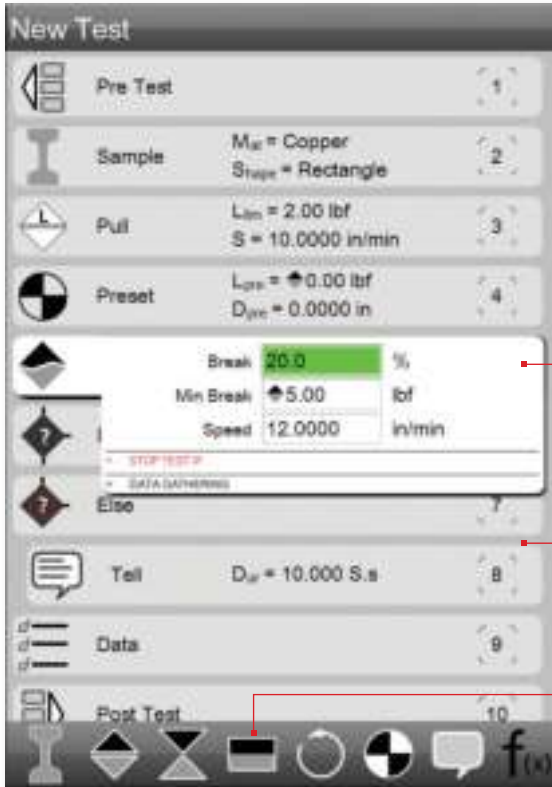 New Test
Pre Test
1
Sample
Mat = Copper
Shape = Rectangle
2
Pull
L
Lltm = 2.00 lbf
S = 10.0000 in/min
3
Preset
Lpre = 0.00 lbf
Dpre = 0.0000 in
4
Break 20.0 %
Min Break 5.00 lbf
Speed 12.0000 in/min
STOP TEST IF
DATA GATHERING
?
?
Else
7
Tell
Dur = 10.000 S.s
8
d
d
d
Data
9
Post Test
10
f(x)